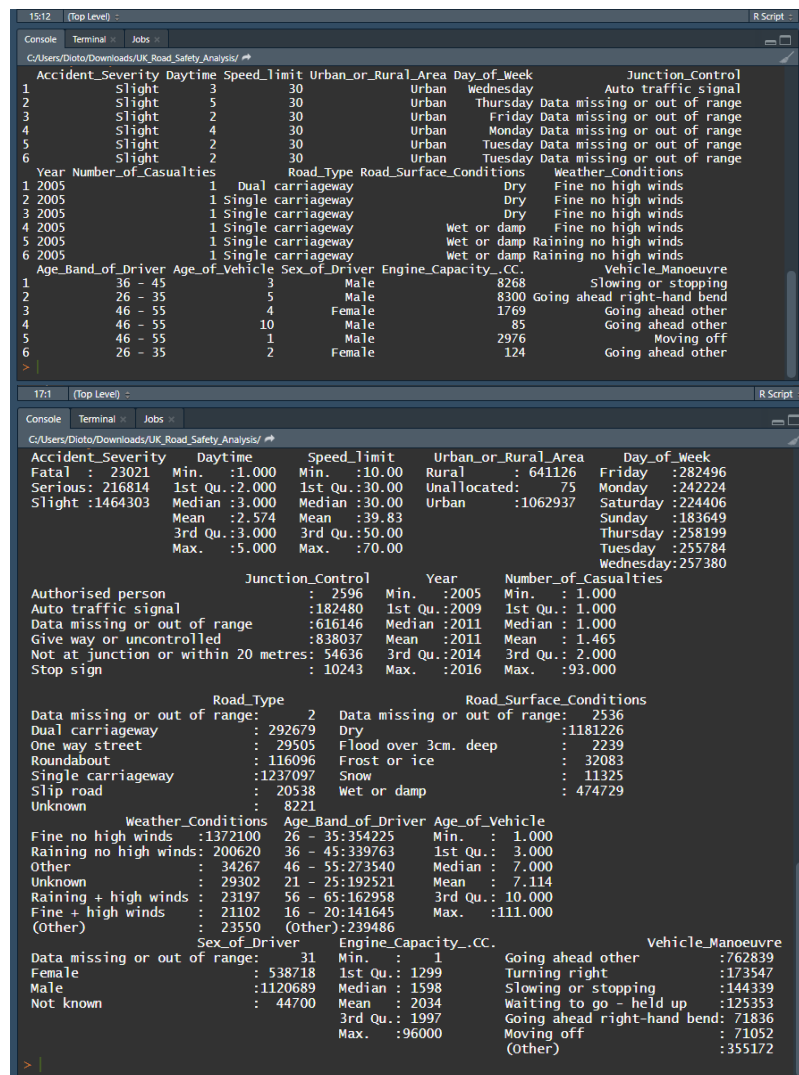 15:12 (Top Level) R Script
Console Terminal Jobs
C:/Users/Dioto/Downloads/UK_Road_Safety_Analysis/
Accident_Severity Daytime Speed_limit Urban_or_Rural_Area Day_of_Week Junction_Control
1 Slight 3 30 Urban Wednesday Auto traffic signal
2 Slight 5 30 Urban Thursday Data missing or out of range
3 Slight 2 30 Urban Friday Data missing or out of range
4 Slight 4 30 Urban Monday Data missing or out of range
5 Slight 2 30 Urban Tuesday Data missing or out of range
6 Slight 2 30 Urban Tuesday Data missing or out of range
Year Number_of_Casualties Road_Type Road_Surface_Conditions Weather_Conditions
1 2005 1 Dual carriageway Dry Fine no high winds
2 2005 1 Single carriageway Dry Fine no high winds
3 2005 1 Single carriageway Dry Fine no high winds
4 2005 1 Single carriageway Wet or damp Fine no high winds
5 2005 1 Single carriageway Wet or damp Raining no high winds
6 2005 1 Single carriageway Wet or damp Raining no high winds
Age_Band_of_Driver Age_of_Vehicle Sex_of_Driver Engine_Capacity_.CC. Vehicle_Manoeuvre
1 36 - 45 3 Male 8268 Slowing or stopping
2 26 - 35 5 Male 8300 Going ahead right-hand bend
3 46 - 55 4 Female 1769 Going ahead other
4 46 - 55 10 Male 85 Going ahead other
5 46 - 55 1 Male 2976 Moving off
6 26 - 35 2 Female 124 Going ahead other
>
17:1 (Top Level) R Script
Console Terminal Jobs
C:/Users/Dioto/Downloads/UK_Road_Safety_Analysis/
Accident_Severity Daytime Speed_limit Urban_or_Rural_Area Day_of_Week
Fatal : 23021 Min. :1.000 Min. :10.00 Rural : 641126 Friday :282496
Serious: 216814 1st Qu.:2.000 1st Qu.:30.00 Unallocated: 75 Monday :242224
Slight :1464303 Median :3.000 Median :30.00 Urban :1062937 Saturday :224406
Mean :2.574 Mean :39.83 Sunday :183649
3rd Qu.:3.000 3rd Qu.:50.00 Thursday :258199
Max. :5.000 Max. :70.00 Tuesday :255784
Wednesday:257380
Junction_Control Year Number_of_Casualties
Authorised person : 2596 Min. :2005 Min. : 1.000
Auto traffic signal :182480 1st Qu.:2009 1st Qu.: 1.000
Data missing or out of range :616146 Median :2011 Median : 1.000
Give way or uncontrolled :838037 Mean :2011 Mean : 1.465
Not at junction or within 20 metres: 54636 3rd Qu.:2014 3rd Qu.: 2.000
Stop sign : 10243 Max. :2016 Max. :93.000
Road_Type Road_Surface_Conditions
Data missing or out of range: 2 Data missing or out of range: 2536
Dual carriageway : 292679 Dry :1181226
One way street : 29505 Flood over 3cm. deep : 2239
Roundabout : 116096 Frost or ice : 32083
Single carriageway :1237097 Snow : 11325
Slip road : 20538 Wet or damp : 474729
Unknown : 8221
Weather_Conditions Age_Band_of_Driver Age_of_Vehicle
Fine no high winds :1372100 26 - 35:354225 Min. : 1.000
Raining no high winds: 200620 36 - 45:339763 1st Qu.: 3.000
Other : 34267 46 - 55:273540 Median : 7.000
Unknown : 29302 21 - 25:192521 Mean : 7.114
Raining + high winds : 23197 56 - 65:162958 3rd Qu.: 10.000
Fine + high winds : 21102 16 - 20:141645 Max. :111.000
(Other) : 23550 (Other):239486
Sex_of_Driver Engine_Capacity_.CC. Vehicle_Manoeuvre
Data missing or out of range: 31 Min. : 1 Going ahead other :762839
Female : 538718 1st Qu.: 1299 Turning right :173547
Male :1120689 Median : 1598 Slowing or stopping :144339
Not known : 44700 Mean : 2034 Waiting to go - held up :125353
3rd Qu.: 1997 Going ahead right-hand bend: 71836
Max. :96000 Moving off : 71052
(Other) :355172
>